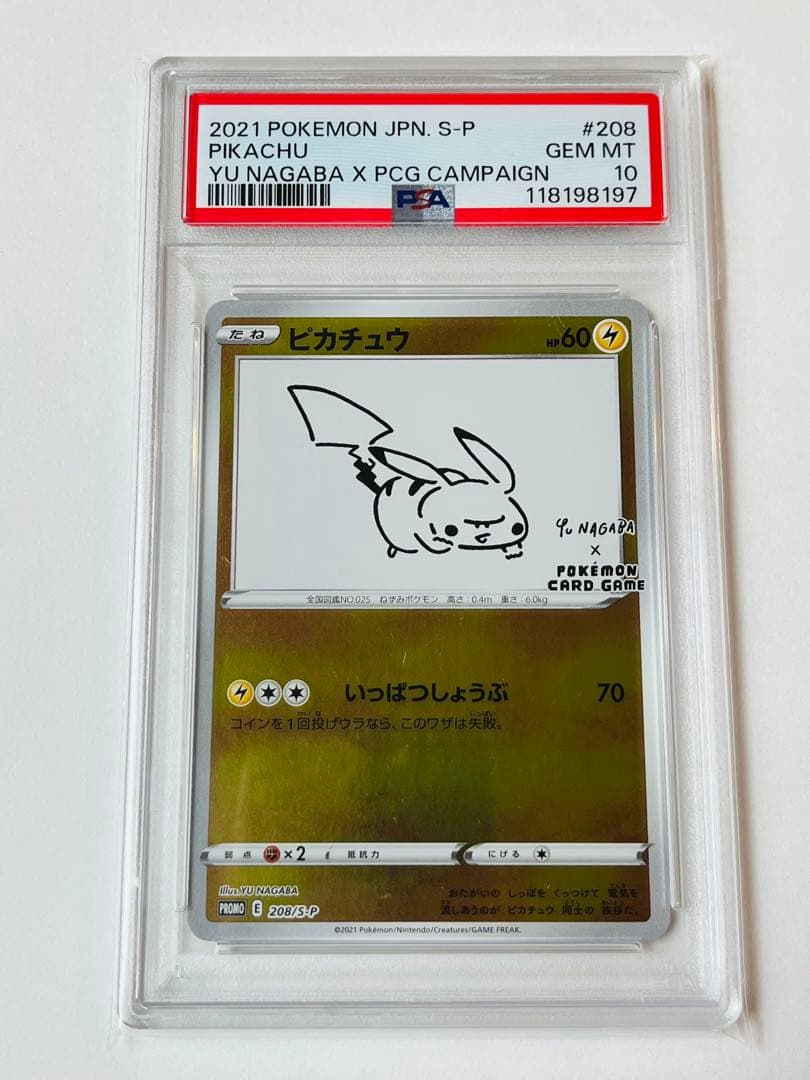 2021 POKEMON JPN. S-P #208
PIKACHU GEM MT
YU NAGABA X PCG CAMPAIGN 10
PSA 118198197
たね ピカチュウ HP60
YU NAGABA
×
POKÉMON
CARD GAME
全国図鑑NO.025 ねずみポケモン 高さ:0.4m 重さ:6.0kg
いっぱつしょうぶ 70
コインを1回投げウラなら、このワザは失敗。
弱点 ×2 抵抗力 にげる
Illus. YU NAGABA
おたがいの しっぽを くっつけて 電気を
流しあうのが ピカチュウ 同士の 挨拶だ。
PROMO E 208/S-P
©2021 Pokémon/Nintendo/Creatures/GAME FREAK.